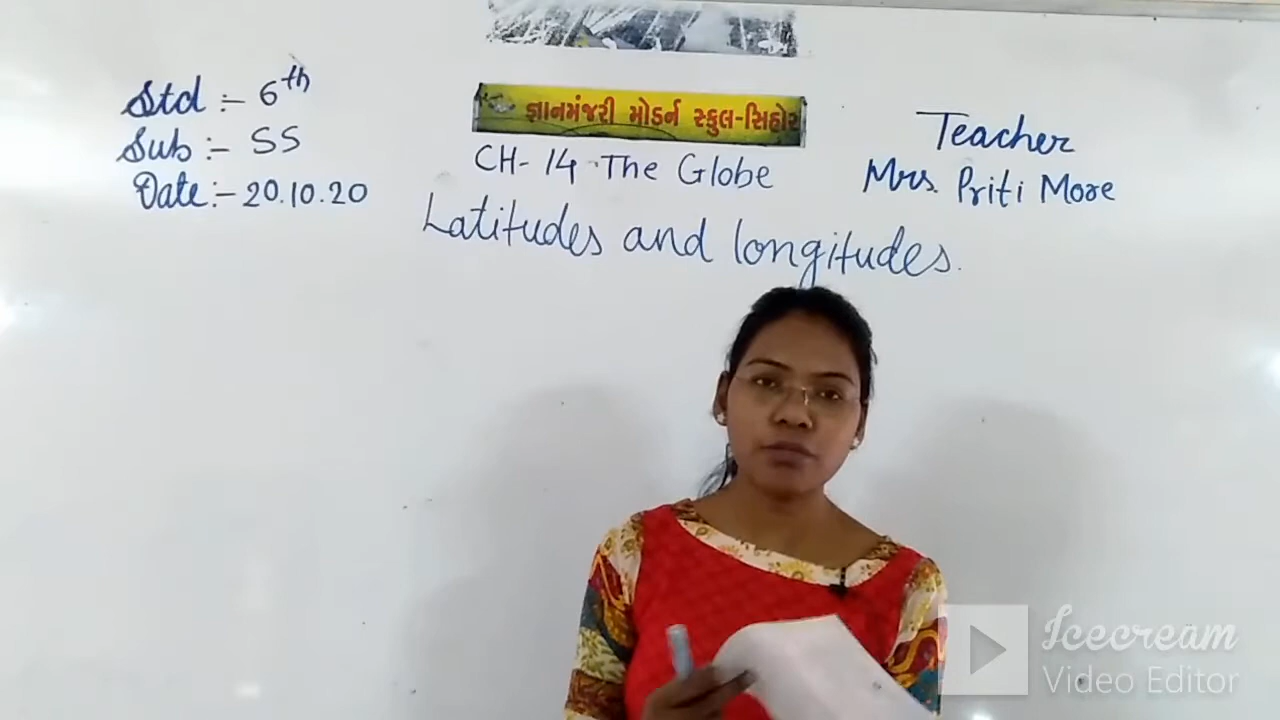 જ્ઞાનમંજરી મોડર્ન સ્કુલ-સિહોર
Std :- 6th
Sub :- SS
Date :- 20.10.20
CH- 14 The Globe
Latitudes and longitudes.
Teacher
Mrs. Priti More
Icecream
Video Editor